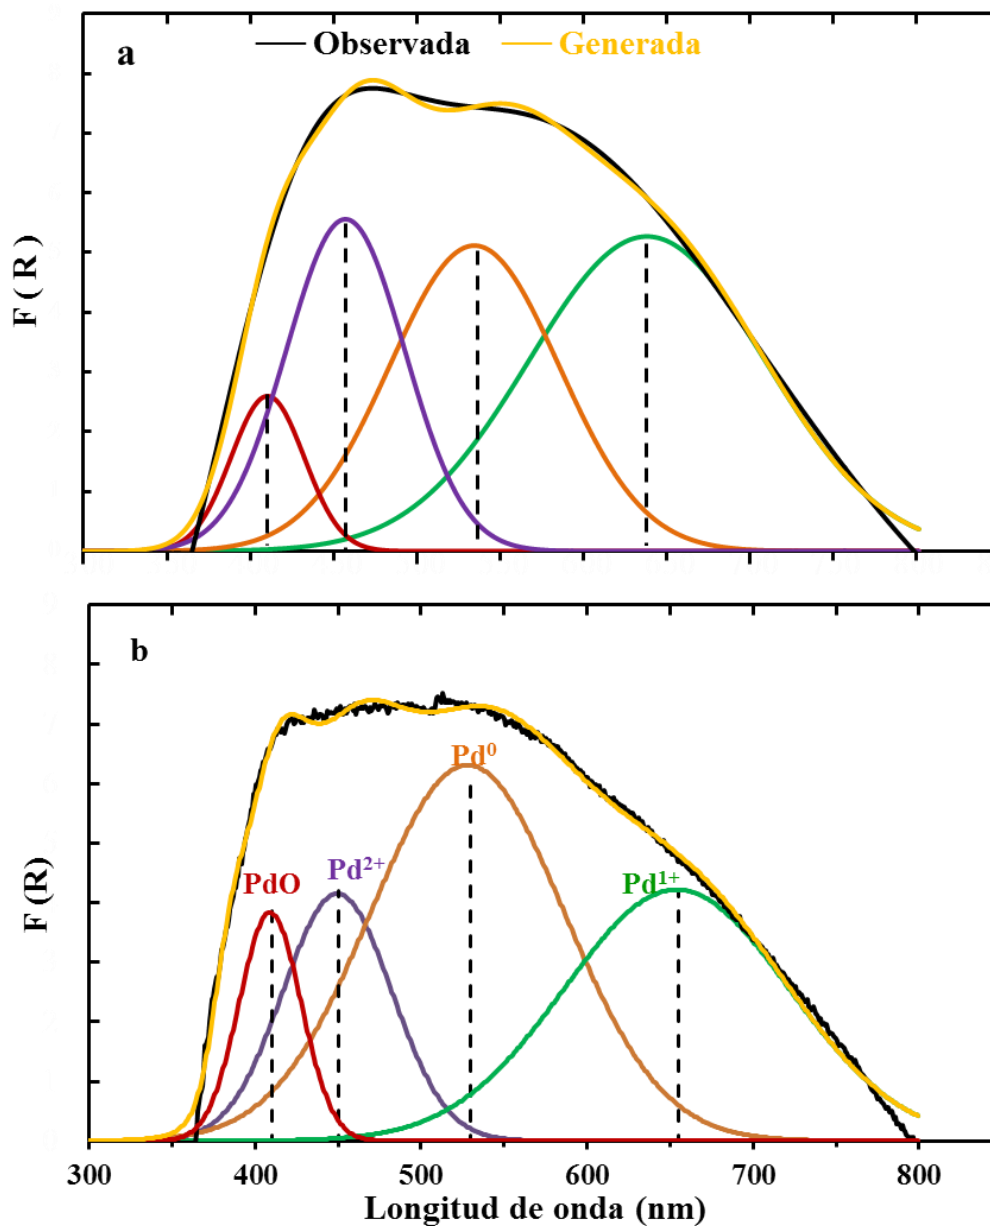 a
Observada Generada
F ( R )
b
Pd⁰
PdO Pd²⁺ Pd¹⁺
F (R)
300 400 500 600 700 800
Longitud de onda (nm)